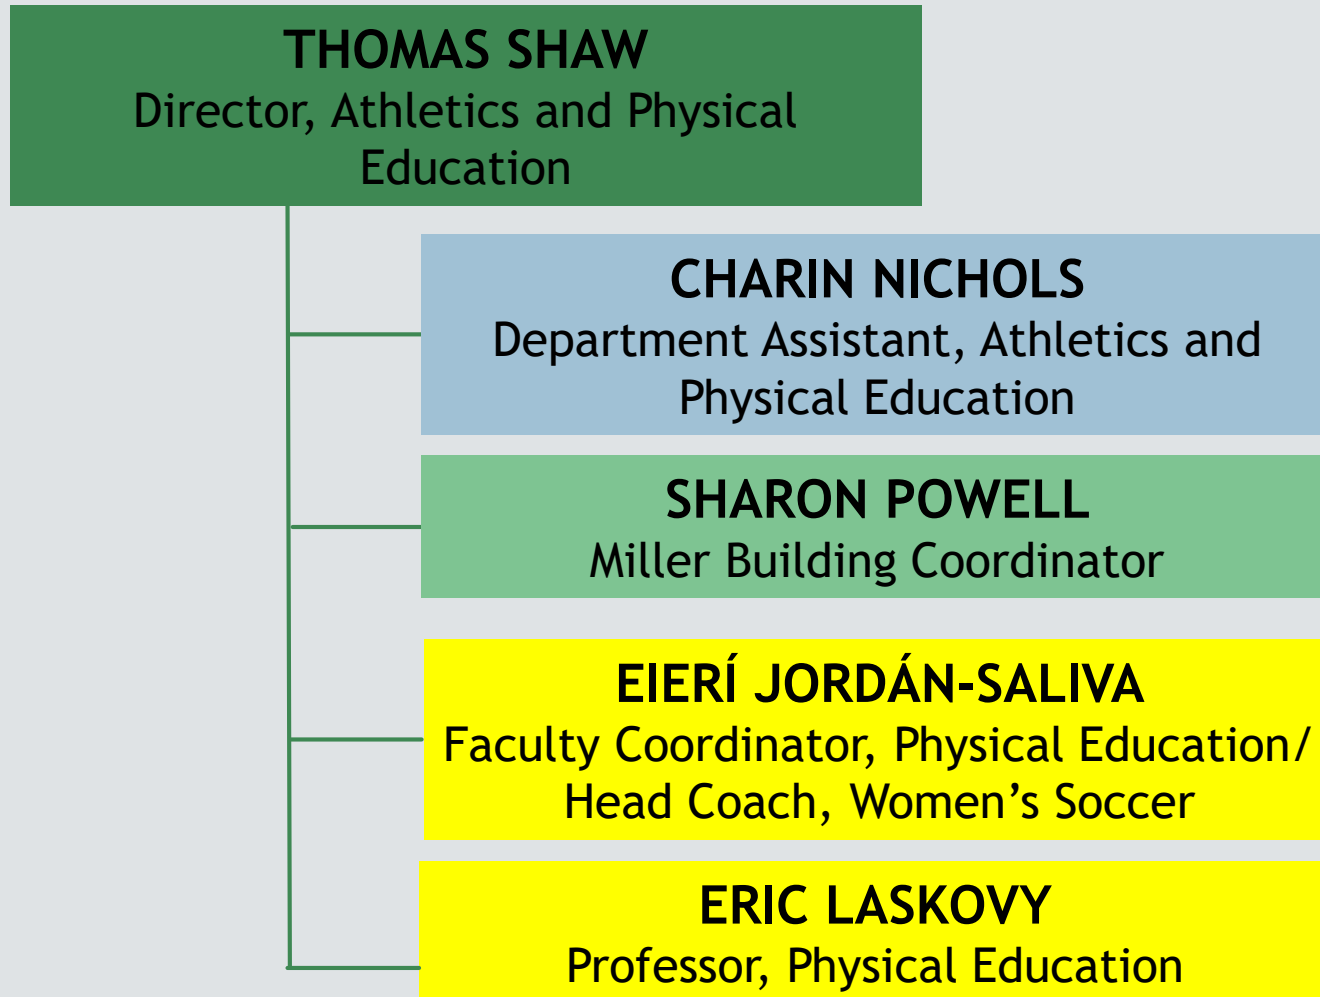 THOMAS SHAW
Director, Athletics and Physical
Education
CHARIN NICHOLS
Department Assistant, Athletics and
Physical Education
SHARON POWELL
Miller Building Coordinator
EIERÍ JORDÁN-SALIVA
Faculty Coordinator, Physical Education/
Head Coach, Women’s Soccer
ERIC LASKOVY
Professor, Physical Education